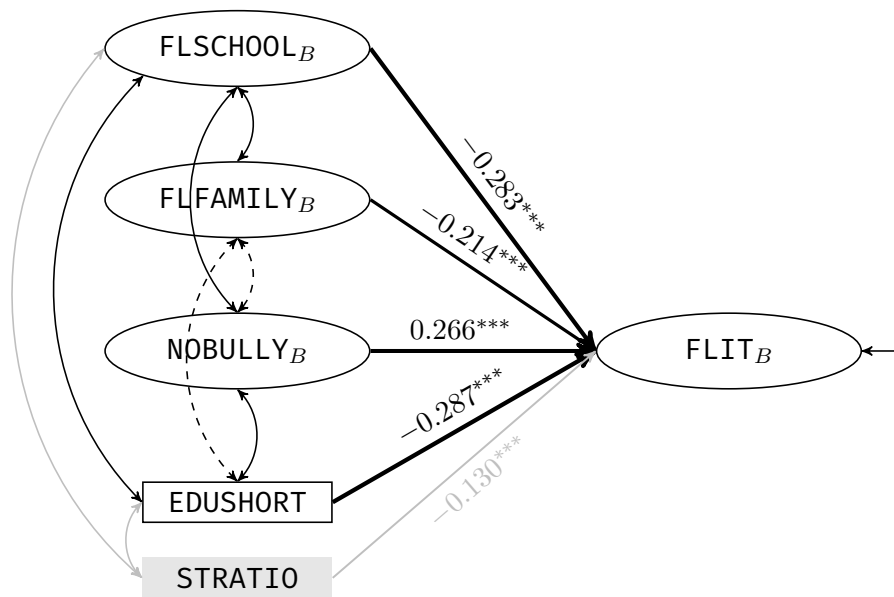 FLSCHOOL_B
−0.283***
FLFAMILY_B
−0.214***
NOBULLY_B
0.266***
FLIT_B
−0.287***
EDUSHORT
−0.130***
STRATIO